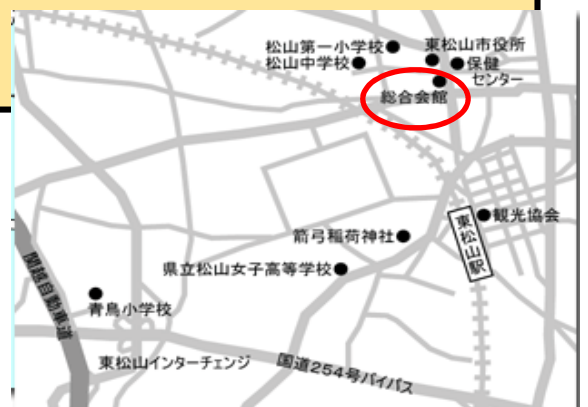 松山第一小学校
東松山市役所
松山中学校
保健
センター
総合会館
観光協会
東松山駅
箭弓稲荷神社
県立松山女子高等学校
関越自動車道
青鳥小学校
東松山インターチェンジ
国道254号バイパス